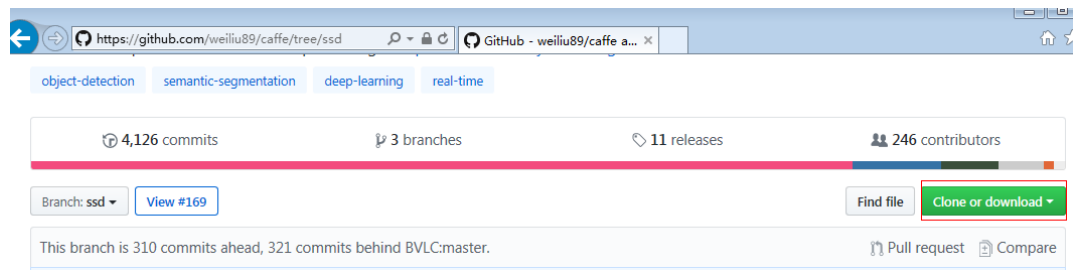 https://github.com/weiliu89/caffe/tree/ssd
GitHub - weiliu89/caffe a...
object-detection semantic-segmentation deep-learning real-time
4,126 commits 3 branches 11 releases 246 contributors
Branch: ssd View #169 Find file Clone or download
This branch is 310 commits ahead, 321 commits behind BVLC:master. Pull request Compare